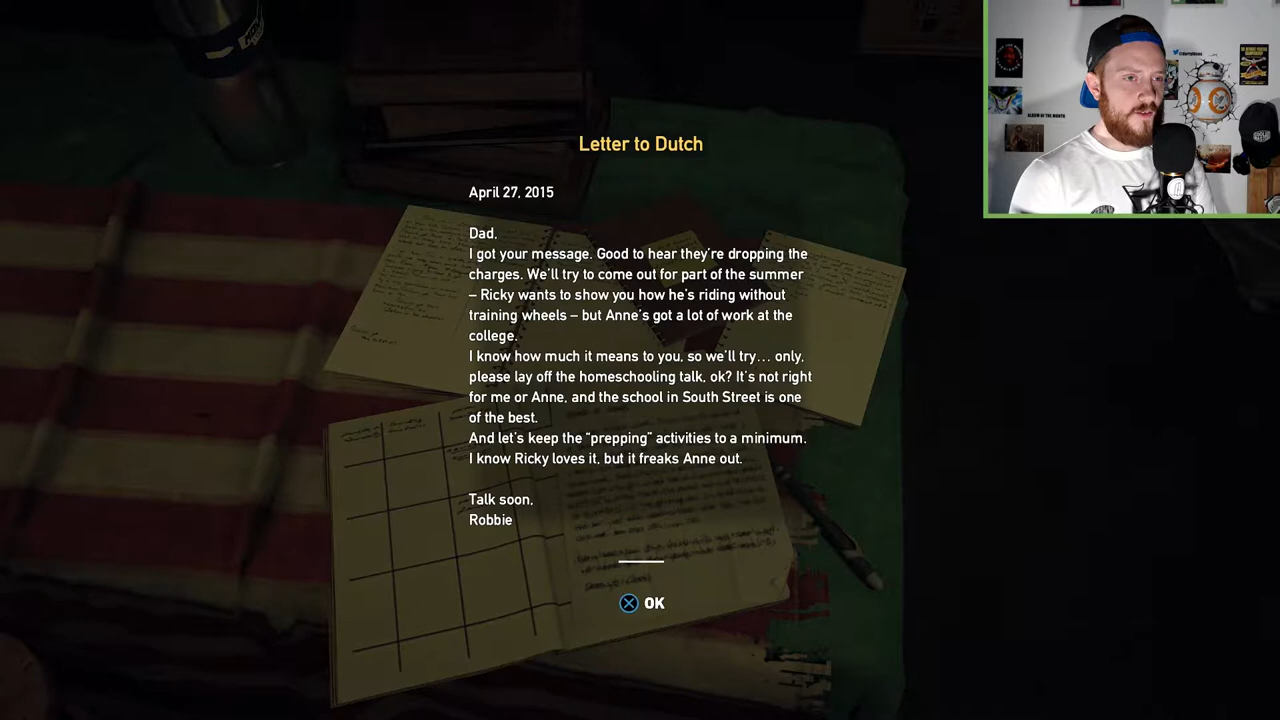 Letter to Dutch
April 27, 2015
Dad,
I got your message. Good to hear they're dropping the
charges. We'll try to come out for part of the summer
– Ricky wants to show you how he's riding without
training wheels – but Anne's got a lot of work at the
college.
I know how much it means to you, so we'll try… only,
please lay off the homeschooling talk, ok? It's not right
for me or Anne, and the school in South Street is one
of the best.
And let's keep the “prepping” activities to a minimum.
I know Ricky loves it, but it freaks Anne out.
Talk soon,
Robbie
OK
ALBUM OF THE MONTH